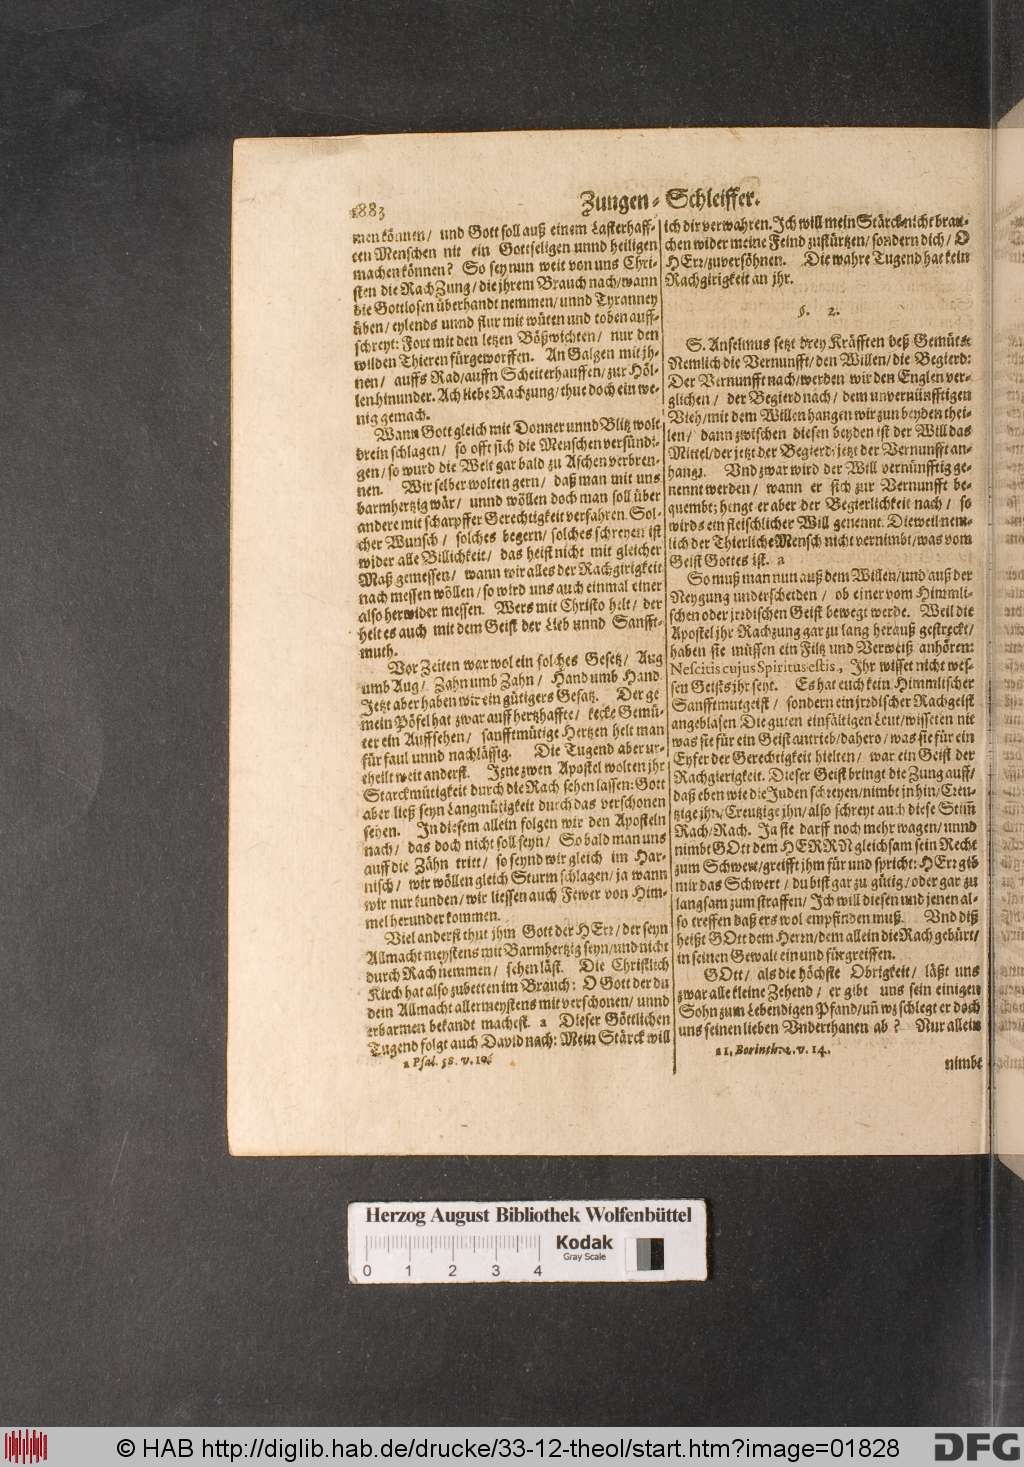 1883
Zungen-Schleiffer.
men können/ und Gott soll auß einem Lasterhaff-
ten Menschen nit ein Gottseligen unnd heiligen
machen können? So sey nun weit von uns Chri-
sten die RachZung/ die jhrem Brauch nach/wann
die Gottlosen überhandt nemmen/ unnd Tyranney
üben/ eylends unnd stur mit wüten und toben auff-
schreyt: Fort mit den letzen Bößwichten/ nur den
wilden Thieren fürgeworffen. An Galgen mit jh-
nen/ auffs Rad/auffn Scheiterhauffen/zur Höl-
len hinunder. Ach liebe Rachzung/thue doch ein we-
nig gemach.
Wann Gott gleich mit Donner unnd Blitz wolt
drein schlagen/ so offt sich die Menschen versündi-
gen/ so wurd die Welt gar bald zu Aschen verbren-
nen. Wir selber wolten gern/ daß man mit uns
barmhertzig wär/ unnd wöllen doch man soll über
andere mit scharpffer Gerechtigkeit verfahren. Sol-
cher Wunsch/ solches begern/ solches schreyen ist
wider alle Billichkeit/ das heist nicht mit gleicher
Maß gemessen/ wann wir alles der Rachgirigkeit
nach messen wöllen/ so wird uns auch einmal einer
also herwider messen. Wers mit Christo helt/ der
helt es auch mit dem Geist der Lieb unnd Sanfft-
muth.
Vor Zeiten war wol ein solches Gesetz/ Aug
umb Aug/ Zahn umb Zahn/ Hand umb Hand
Jetzt aber haben wir ein gütigers Gesatz. Der ge
mein Pöfel hat zwar auff hertzhaffte/ kecke Gemü-
ter ein Auffsehen/ sanfftmütige Hertzen helt man
für faul unnd nachlässig. Die Tugend aber ur-
theilt weit anderst. Jene zwen Apostel wolten jhr
Starckmütigkeit durch die Rach sehen lassen: Gott
aber ließ seyn Langmütigkeit durch das verschonen
sehen. In diesem allein folgen wir den Aposteln
nach/ das doch nicht soll seyn/ So bald man uns
auff die Zähn tritt/ so seynd wir gleich im Har-
nisch/ wir wöllen gleich Sturm schlagen/ ja wann
wir nur kunden/ wir liessen auch Fewer von Him-
mel herunder kommen.
Viel anderst thut jhm Gott der HErr/ der seyn
Allmacht meystens mit Barmhertzig seyn/und nicht
durch Rach nemmen/ sehen läst. Die Christlich
Kirch hat also zu betten im Brauch: O Gott der du
dein Allmacht allermeystens mit verschonen/ unnd
erbarmen bekandt machest. a Dieser Göttlichen
Tugend folgt auch David nach: Mein Stärck will
a Psal. 58. v. 10.
ich dir verwahren. Ich will mein Stärck nicht brau-
chen wider meine Feind zustürtzen/ sondern dich/ O
HErr/zuversöhnen. Die wahre Tugend hat kein
Rachgirigkeit an jhr.
§. 2.
S. Anselmus setzt drey Kräfften deß Gemüts:
Nemlich die Vernunfft/ den Willen/ die Begierd:
Der Vernunfft nach/werden wir den Englen ver-
glichen/ der Begierd nach/ dem unvernünfftigen
Vieh/mit dem Willen hangen wir zun beyden thei-
len/ dann zwischen diesen beyden ist der Will das
Mittel/der jetzt der Begierd/ jetzt der Vernunfft an-
hangt. Vnd zwar wird der Will vernünfftig ge-
nennt werden/ wann er sich zur Vernunfft be-
quembt; hengt er aber der Begierlichkeit nach/ so
wirds ein fleischlicher Will genennt. Dieweil nem-
lich der Thierliche Mensch nicht vernimbt/was vom
Geist Gottes ist. a
So muß man nun auß dem Willen/und auß der
Neygung underscheiden/ ob einer vom Himmli-
schen oder jrrdischen Geist bewegt werde. Weil die
Apostel jhr Rachzung gar zu lang herauß gestreckt/
haben sie müssen ein Filtz und Verweiß anhören:
Nescitis cujus Spiritus estis, Jhr wisset nicht wes-
sen Geists jhr seyt. Es hat euch kein Himmlischer
Sanfftmutgeist/ sondern ein jrrdischer Rachgeist
angeblasen Die guten einfältigen Leut/wisseten nit
was sie für ein Geist antrieb/dahero/ was sie für ein
Eyfer der Gerechtigkeit hielten/ war ein Geist der
Rachgierigkeit. Dieser Geist bringt die Zung auff/
daß eben wie die Juden schreyen/nimbt jn hin/ Creu-
tzige jhn/Creutzige jhn/ also schreyt auch diese Stim̃
Rach/Rach. Ja sie darff noch mehr wagen/ unnd
nimbt GOtt dem HERRN gleichsam sein Recht
zum Schwert/greifft jhm für und spricht: HErr gib
mir das Schwert/ du bist gar zu gütig/ oder gar zu
langsam zum straffen/ Ich will diesen und jenen al-
so treffen daß ers wol empfinden muß. Vnd diß
heißt GOtt dem Herrn/dem allein die Rach gebürt/
in seinen Gewalt ein und fürgreiffen.
GOtt/ als die höchste Obrigkeit/ läßt uns
zwar alle kleine Zehend/ er gibt uns sein einigen
Sohn zum Lebendigen Pfand/uñ wz schlegt er doch
uns seinen lieben Vnderthanen ab? Nur allein
a 1. Corinth. 2. v. 14.
nimbt
Herzog August Bibliothek Wolfenbüttel
Kodak
Gray Scale
0 1 2 3 4
© HAB http://diglib.hab.de/drucke/33-12-theol/start.htm?image=01828
DFG